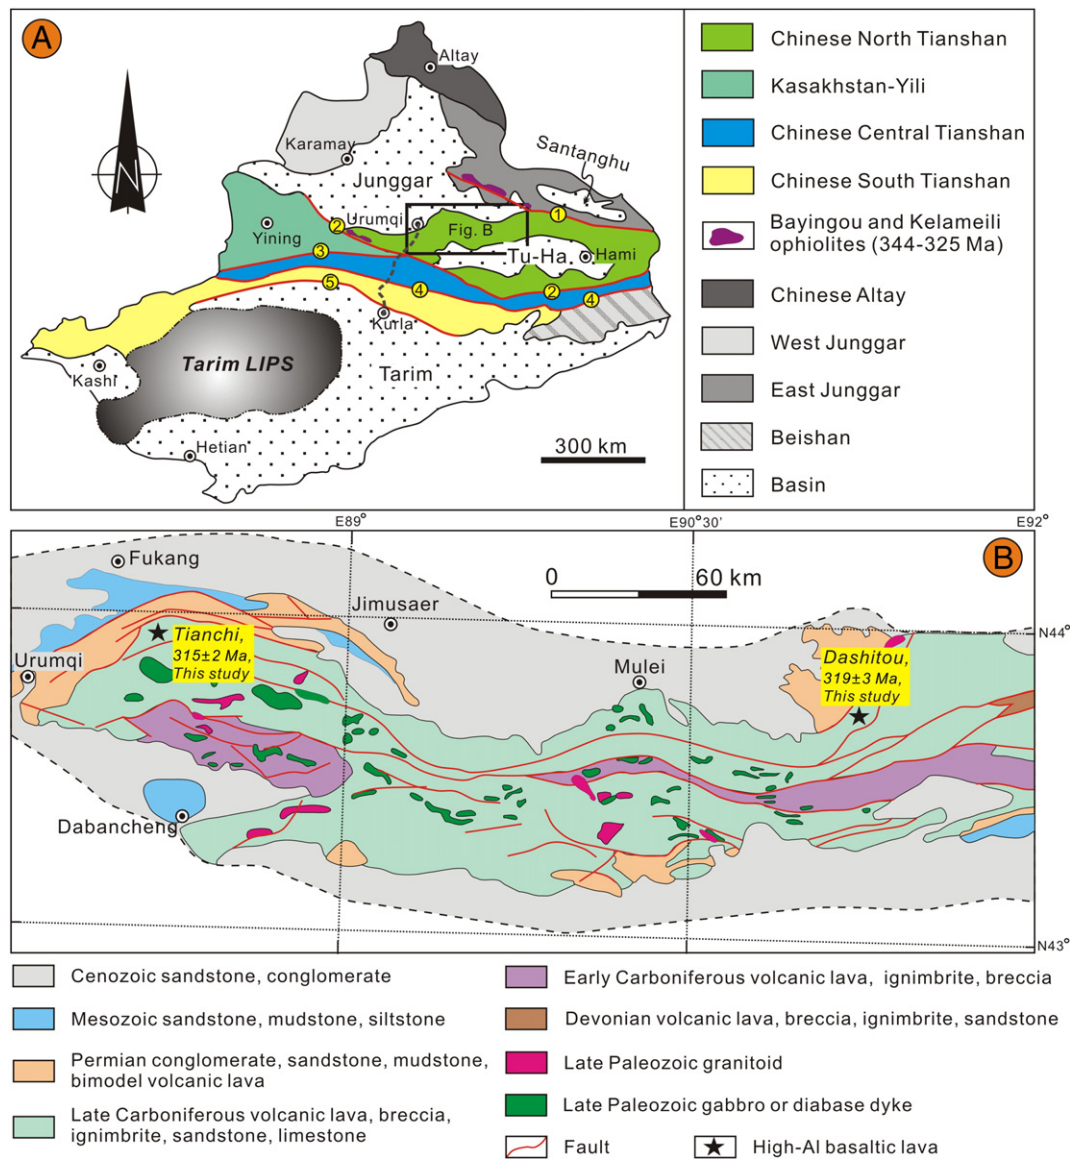 A
N
Altay
Karamay
Santanghu
Junggar
Urumqi
Yining
Fig. B
Tu-Ha
Hami
Kurla
Tarim LIPS
Tarim
Kashi
Hetian
300 km
1
2
3
5
4
2
4
Chinese North Tianshan
Kasakhstan-Yili
Chinese Central Tianshan
Chinese South Tianshan
Bayingou and Kelameili
ophiolites (344-325 Ma)
Chinese Altay
West Junggar
East Junggar
Beishan
Basin
E89°
E90°30'
E92°
B
Fukang
0 60 km
Jimusaer
Tianchi,
315±2 Ma,
This study
Urumqi
Mulei
Dashitou,
319±3 Ma,
This study
N44°
Dabancheng
N43°
Cenozoic sandstone, conglomerate
Mesozoic sandstone, mudstone, siltstone
Permian conglomerate, sandstone, mudstone,
bimodel volcanic lava
Late Carboniferous volcanic lava, breccia,
ignimbrite, sandstone, limestone
Early Carboniferous volcanic lava, ignimbrite, breccia
Devonian volcanic lava, breccia, ignimbrite, sandstone
Late Paleozoic granitoid
Late Paleozoic gabbro or diabase dyke
Fault
High-Al basaltic lava